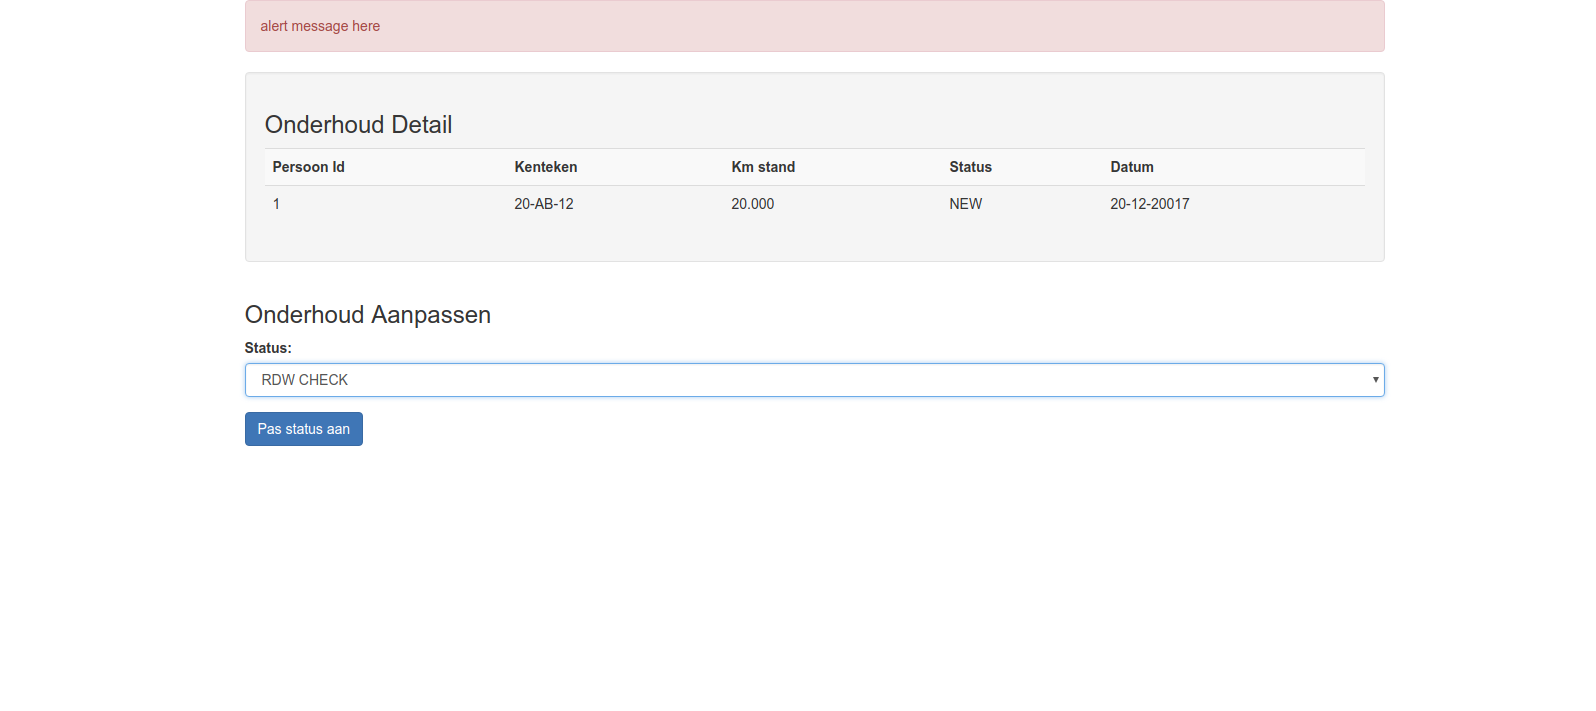 alert message here
Onderhoud Detail
Persoon Id Kenteken Km stand Status Datum
1 20-AB-12 20.000 NEW 20-12-20017
Onderhoud Aanpassen
Status:
RDW CHECK
Pas status aan